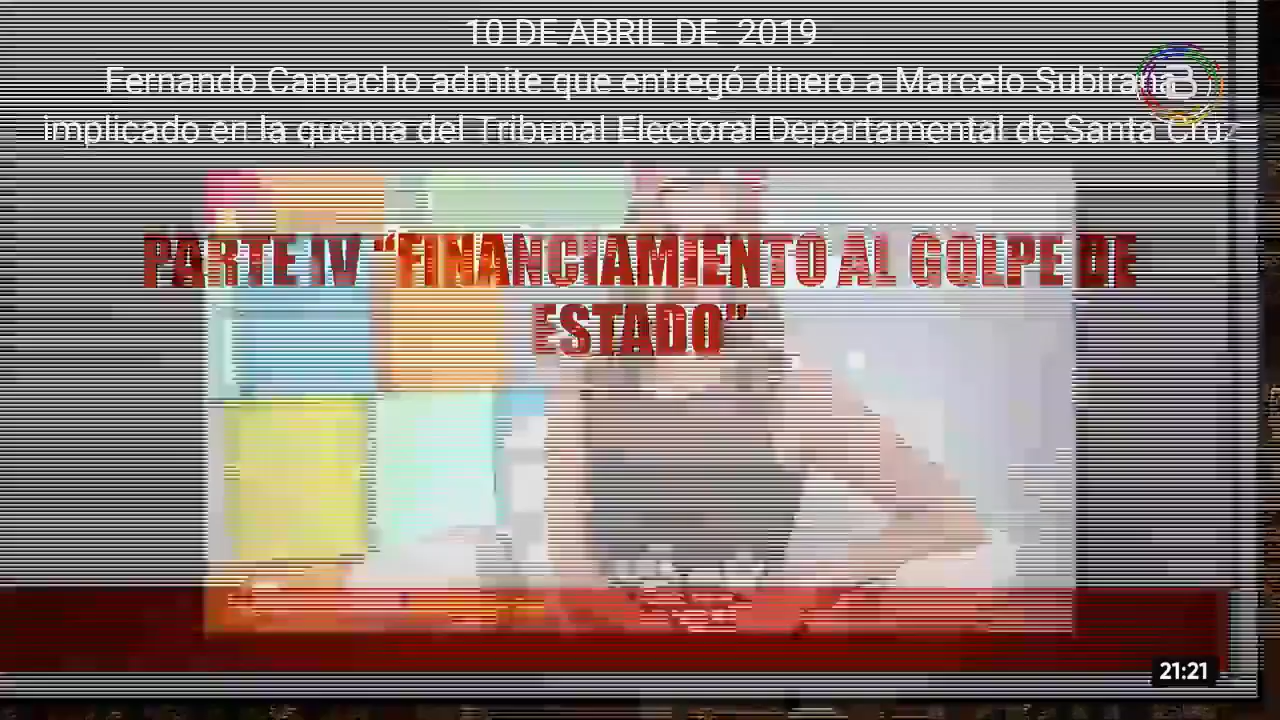 10 DE ABRIL DE 2019
Fernando Camacho admite que entregó dinero a Marcelo
implicado en la quema del Tribunal Electoral Departamental de Santa Cruz
PARTE IV “FINANCIAMIENTO AL GOLPE DE
ESTADO”
21:21